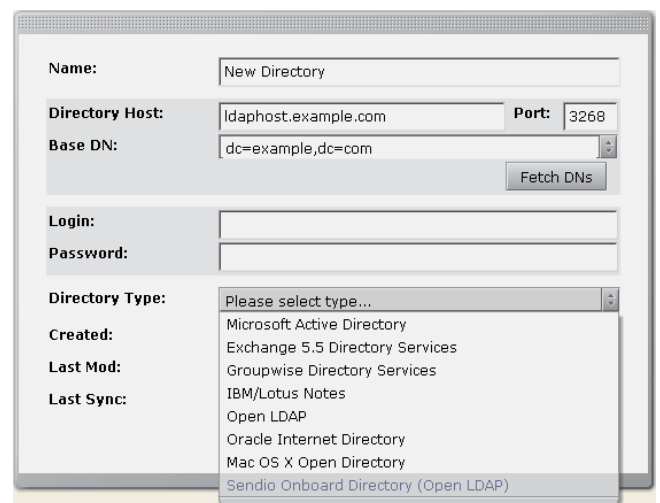 Name: New Directory
Directory Host: ldaphost.example.com Port: 3268
Base DN: dc=example,dc=com
Fetch DNs
Login:
Password:
Directory Type: Please select type...
Microsoft Active Directory
Created:
Exchange 5.5 Directory Services
Last Mod:
Groupwise Directory Services
IBM/Lotus Notes
Last Sync:
Open LDAP
Oracle Internet Directory
Mac OS X Open Directory
Sendio Onboard Directory (Open LDAP)